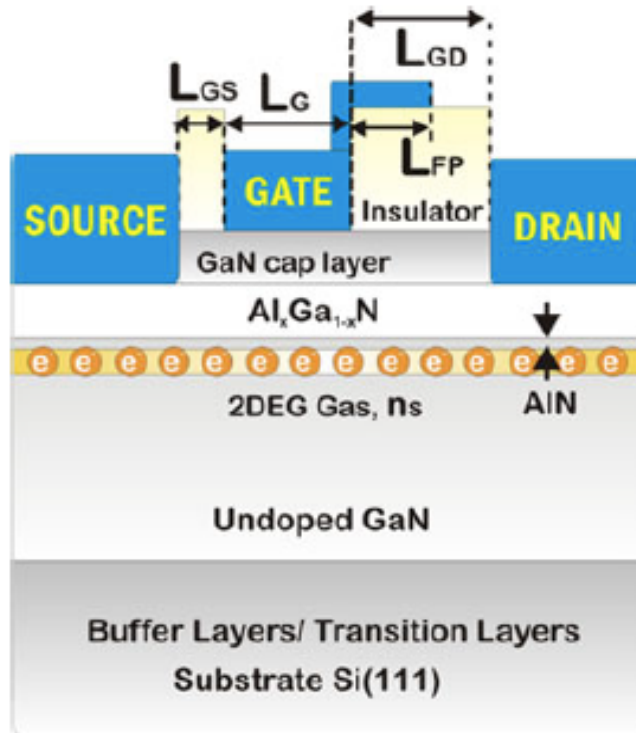 LGD
LGS
LG
LFP
SOURCE
GATE
Insulator
DRAIN
GaN cap layer
AlₓGa₁₋ₓN
e e e e e e e e e e e e e e
2DEG Gas, ns
AlN
Undoped GaN
Buffer Layers/ Transition Layers
Substrate Si(111)